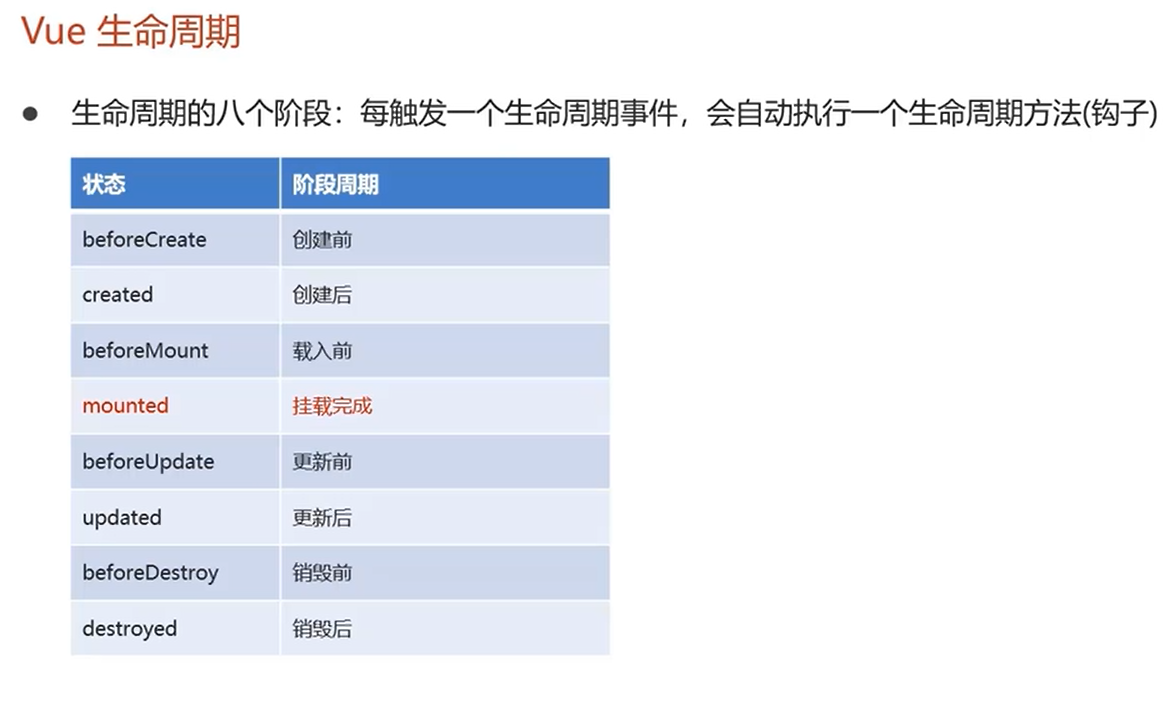 Vue 生命周期
● 生命周期的八个阶段：每触发一个生命周期事件，会自动执行一个生命周期方法(钩子)
状态 阶段周期
beforeCreate 创建前
created 创建后
beforeMount 载入前
mounted 挂载完成
beforeUpdate 更新前
updated 更新后
beforeDestroy 销毁前
destroyed 销毁后